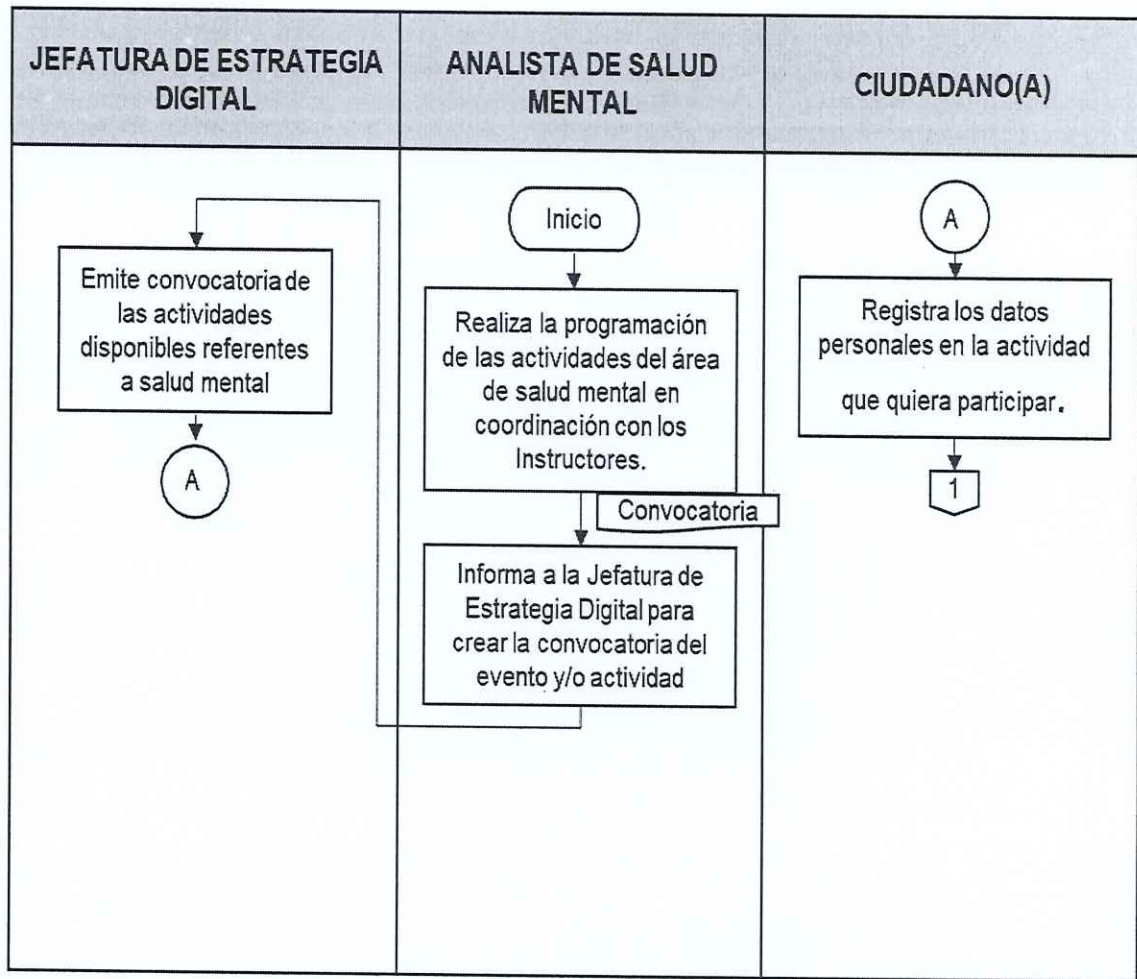 JEFATURA DE ESTRATEGIA
DIGITAL
ANALISTA DE SALUD
MENTAL
CIUDADANO(A)
Emite convocatoria de
las actividades
disponibles referentes
a salud mental
A
Inicio
Realiza la programación
de las actividades del área
de salud mental en
coordinación con los
Instructores.
Convocatoria
Informa a la Jefatura de
Estrategia Digital para
crear la convocatoria del
evento y/o actividad
A
Registra los datos
personales en la actividad
que quiera participar.
1